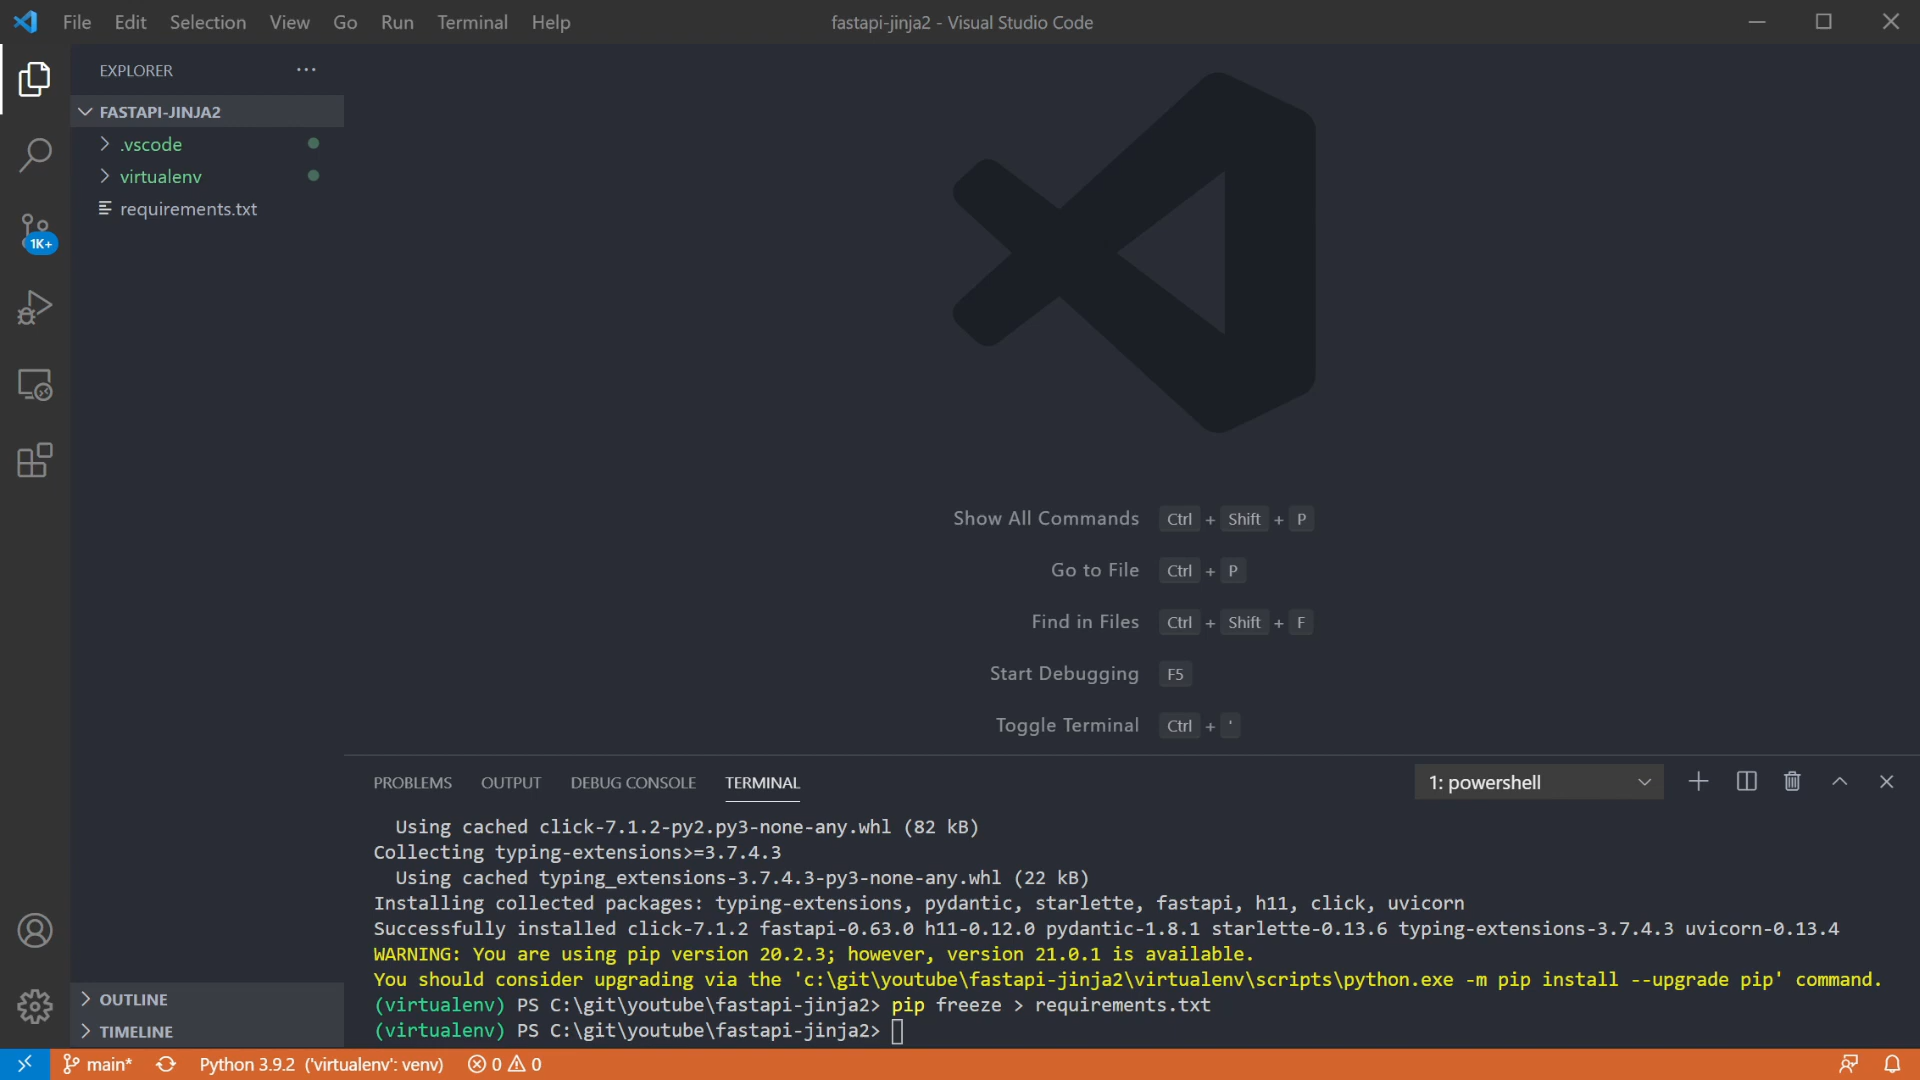 File Edit Selection View Go Run Terminal Help
fastapi-jinja2 - Visual Studio Code
EXPLORER
FASTAPI-JINJA2
.vscode
virtualenv
requirements.txt
1K+
Show All Commands Ctrl + Shift + P
Go to File Ctrl + P
Find in Files Ctrl + Shift + F
Start Debugging F5
Toggle Terminal Ctrl + '
PROBLEMS OUTPUT DEBUG CONSOLE TERMINAL
1: powershell
Using cached click-7.1.2-py2.py3-none-any.whl (82 kB)
Collecting typing-extensions>=3.7.4.3
Using cached typing_extensions-3.7.4.3-py3-none-any.whl (22 kB)
Installing collected packages: typing-extensions, pydantic, starlette, fastapi, h11, click, uvicorn
Successfully installed click-7.1.2 fastapi-0.63.0 h11-0.12.0 pydantic-1.8.1 starlette-0.13.6 typing-extensions-3.7.4.3 uvicorn-0.13.4
WARNING: You are using pip version 20.2.3; however, version 21.0.1 is available.
You should consider upgrading via the 'c:\git\youtube\fastapi-jinja2\virtualenv\scripts\python.exe -m pip install --upgrade pip' command.
(virtualenv) PS C:\git\youtube\fastapi-jinja2> pip freeze > requirements.txt
(virtualenv) PS C:\git\youtube\fastapi-jinja2>
OUTLINE
TIMELINE
main* Python 3.9.2 ('virtualenv': venv) 0 0